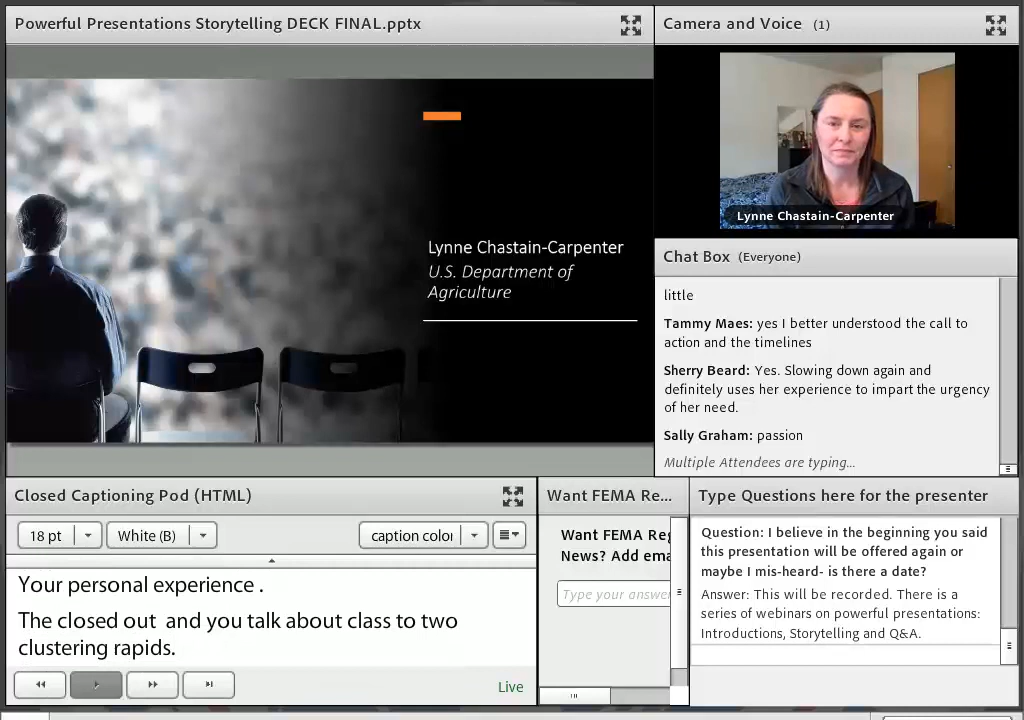 Powerful Presentations Storytelling DECK FINAL.pptx
Lynne Chastain-Carpenter
U.S. Department of
Agriculture
Camera and Voice (1)
Lynne Chastain-Carpenter
Chat Box (Everyone)
little
Tammy Maes: yes I better understood the call to
action and the timelines
Sherry Beard: Yes. Slowing down again and
definitely uses her experience to impart the urgency
of her need.
Sally Graham: passion
Multiple Attendees are typing...
Closed Captioning Pod (HTML)
18 pt
White (B)
caption color
Your personal experience .
The closed out and you talk about class to two
clustering rapids.
Live
Want FEMA Re...
Want FEMA Reg
News? Add ema
Type your answer
Type Questions here for the presenter
Question: I believe in the beginning you said
this presentation will be offered again or
maybe I mis-heard- is there a date?
Answer: This will be recorded. There is a
series of webinars on powerful presentations:
Introductions, Storytelling and Q&A.